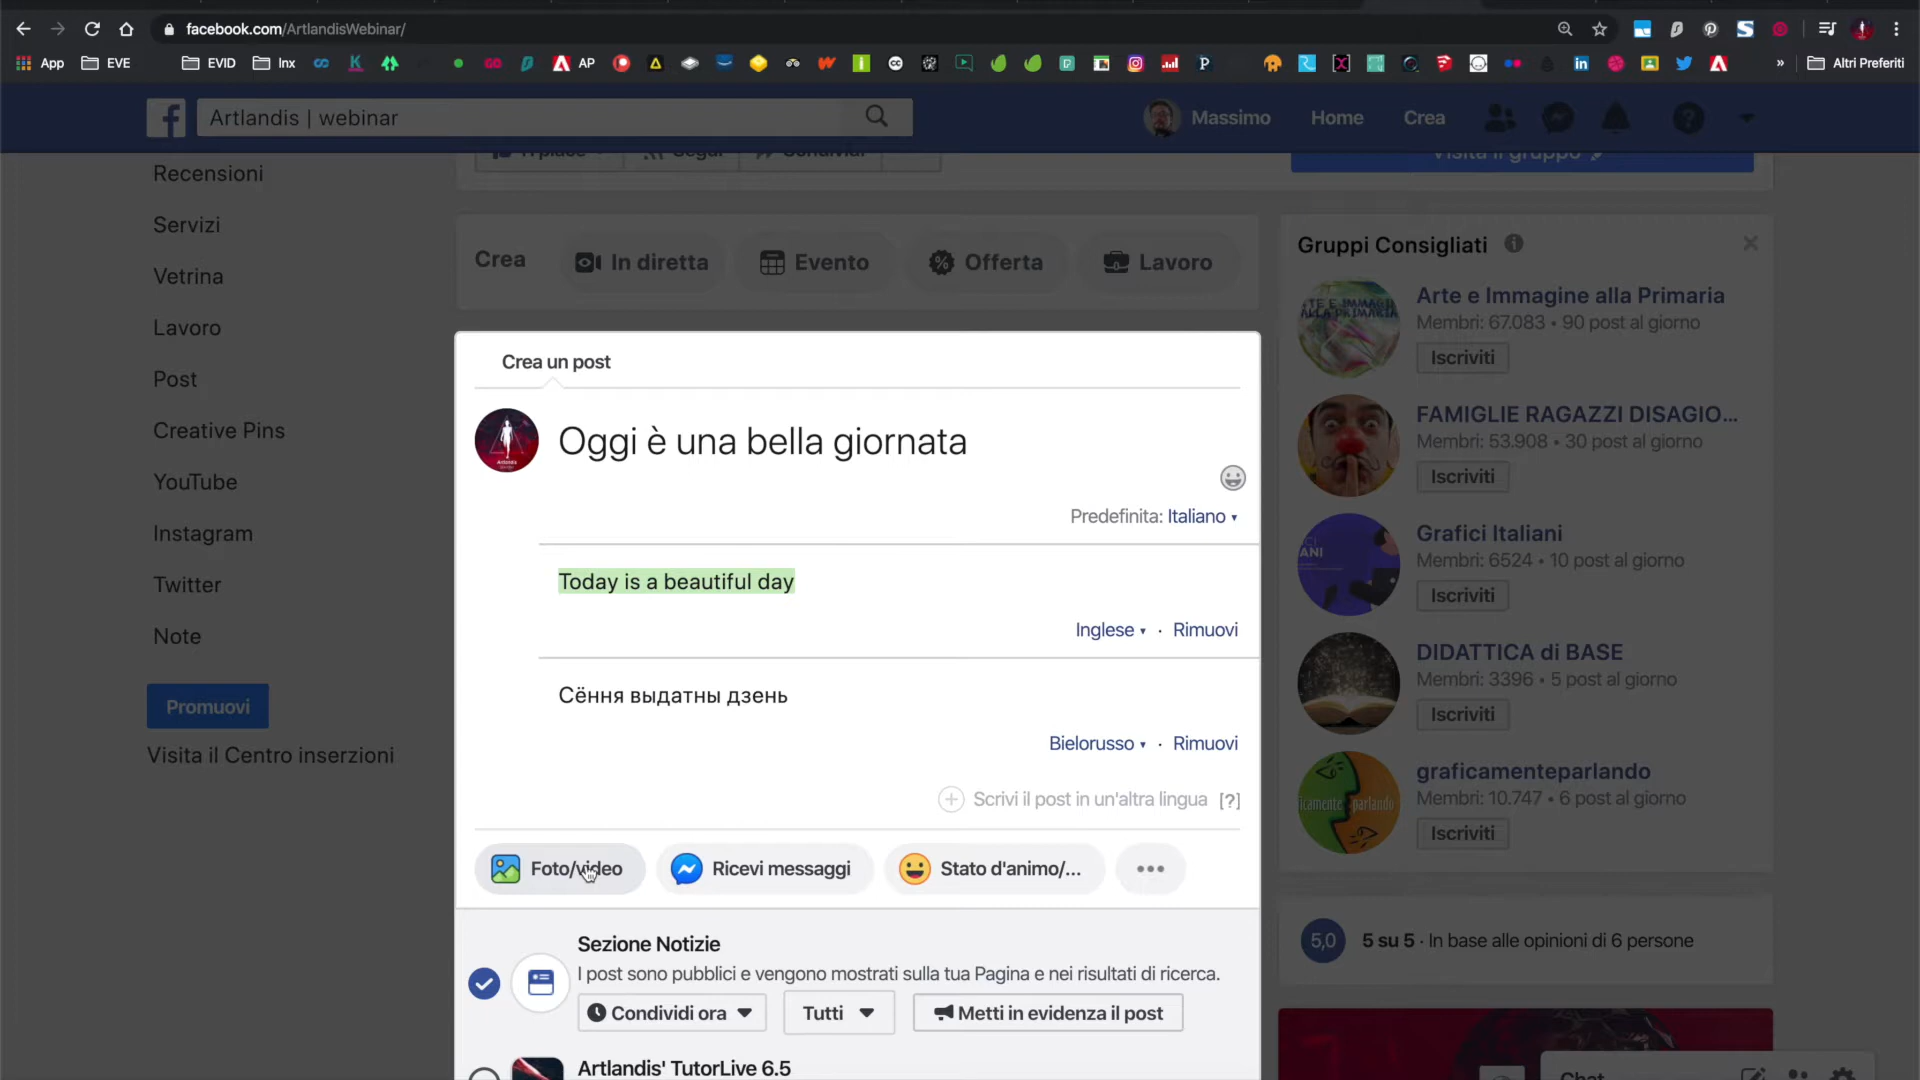 facebook.com/ArtlandisWebinar/
App
EVE
EVID
Inx
AP
Altri Preferiti
Artlandis | webinar
Massimo
Home
Crea
Recensioni
Servizi
Vetrina
Lavoro
Post
Creative Pins
YouTube
Instagram
Twitter
Note
Promuovi
Visita il Centro inserzioni
Visita il gruppo
Crea
In diretta
Evento
Offerta
Lavoro
Crea un post
Oggi è una bella giornata
Predefinita: Italiano
Today is a beautiful day
Inglese · Rimuovi
Сёння выдатны дзень
Bielorusso · Rimuovi
Scrivi il post in un'altra lingua [?]
Foto/video
Ricevi messaggi
Stato d'animo/...
Sezione Notizie
I post sono pubblici e vengono mostrati sulla tua Pagina e nei risultati di ricerca.
Condividi ora
Tutti
Metti in evidenza il post
Artlandis' TutorLive 6.5
Gruppi Consigliati
Arte e Immagine alla Primaria
Membri: 67.083 • 90 post al giorno
Iscriviti
FAMIGLIE RAGAZZI DISAGIO...
Membri: 53.908 • 30 post al giorno
Iscriviti
Grafici Italiani
Membri: 6524 • 10 post al giorno
Iscriviti
DIDATTICA di BASE
Membri: 3396 • 5 post al giorno
Iscriviti
graficamenteparlando
Membri: 10.747 • 6 post al giorno
Iscriviti
5,0
5 su 5 · In base alle opinioni di 6 persone
Chat